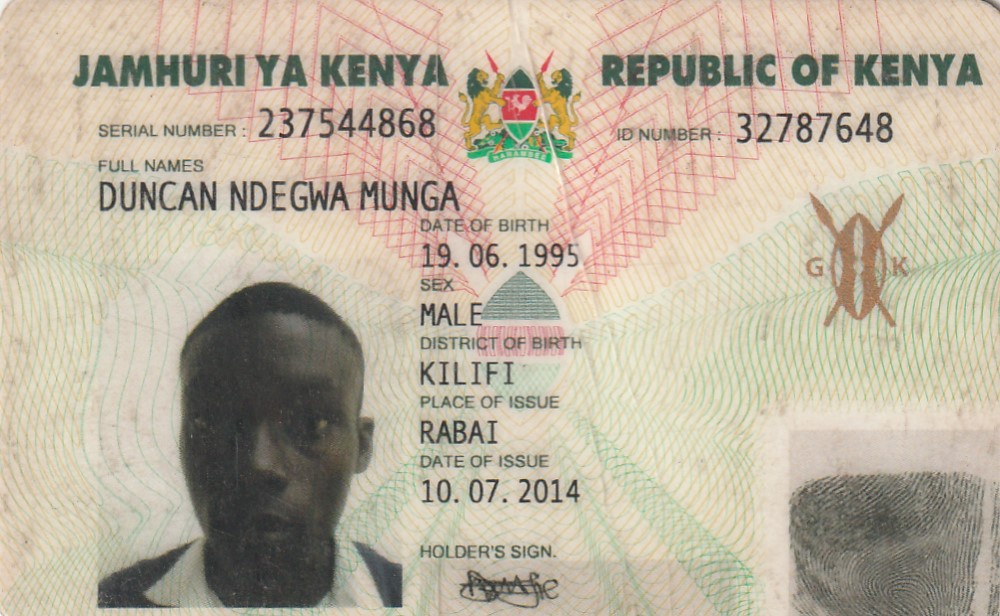 JAMHURI YA KENYA
REPUBLIC OF KENYA
SERIAL NUMBER : 237544868
ID NUMBER : 32787648
FULL NAMES
DUNCAN NDEGWA MUNGA
DATE OF BIRTH
19. 06. 1995
SEX
MALE
DISTRICT OF BIRTH
KILIFI
PLACE OF ISSUE
RABAI
DATE OF ISSUE
10. 07. 2014
HOLDER'S SIGN.
HARAMBEE
G K